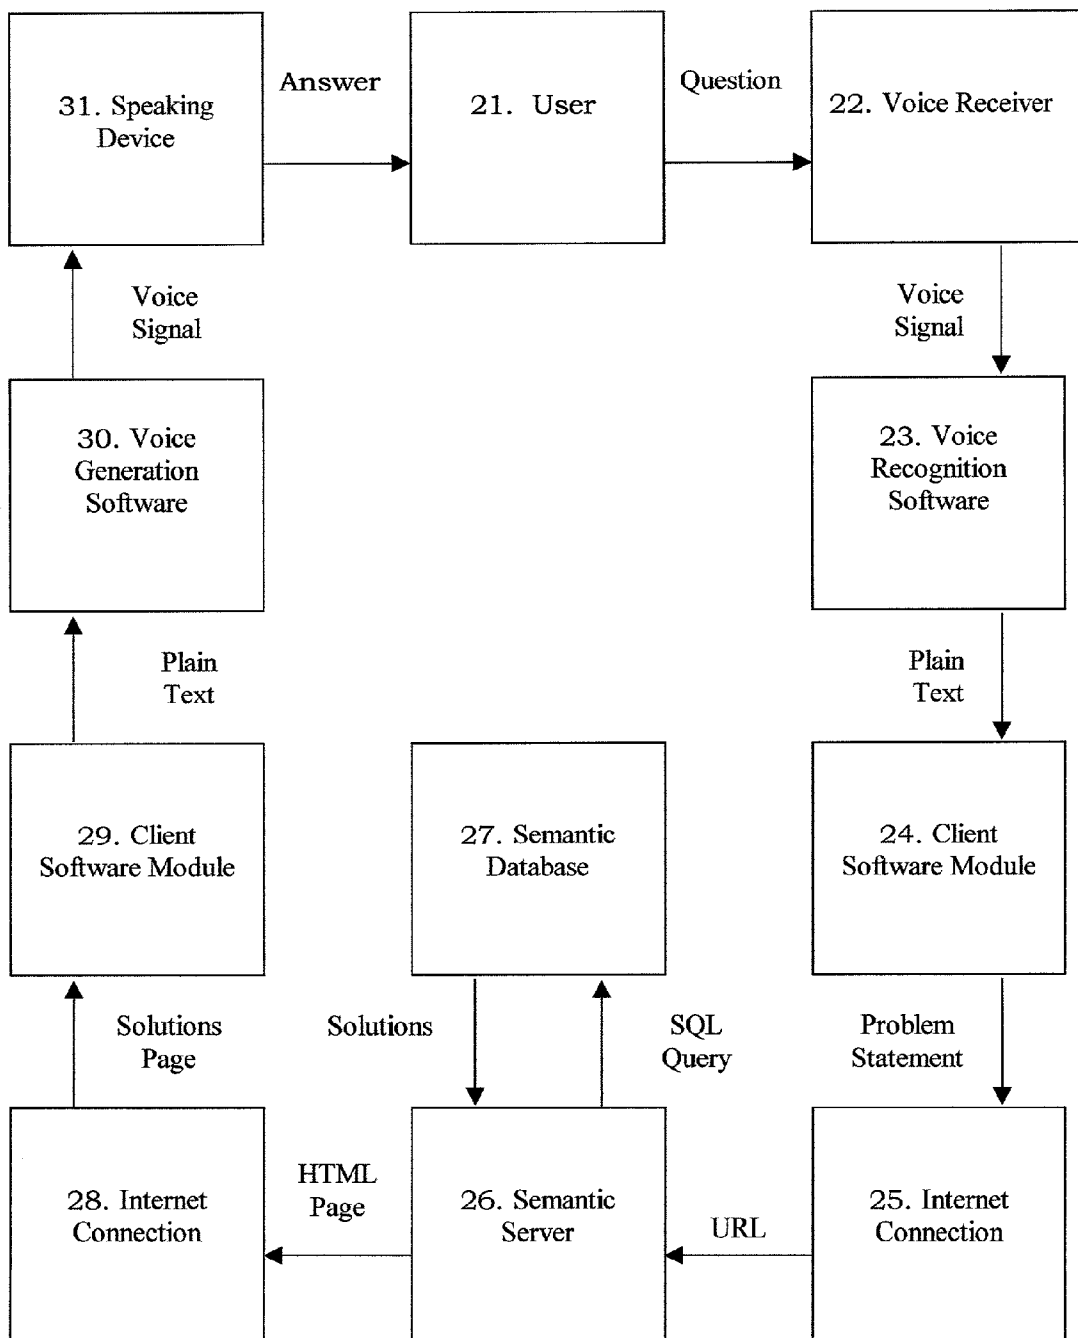 31. Speaking
Device
Answer
21. User
Question
22. Voice Receiver
Voice
Signal
Voice
Signal
30. Voice
Generation
Software
23. Voice
Recognition
Software
Plain
Text
Plain
Text
29. Client
Software Module
27. Semantic
Database
24. Client
Software Module
Solutions
Page
Solutions
SQL
Query
Problem
Statement
28. Internet
Connection
HTML
Page
26. Semantic
Server
URL
25. Internet
Connection